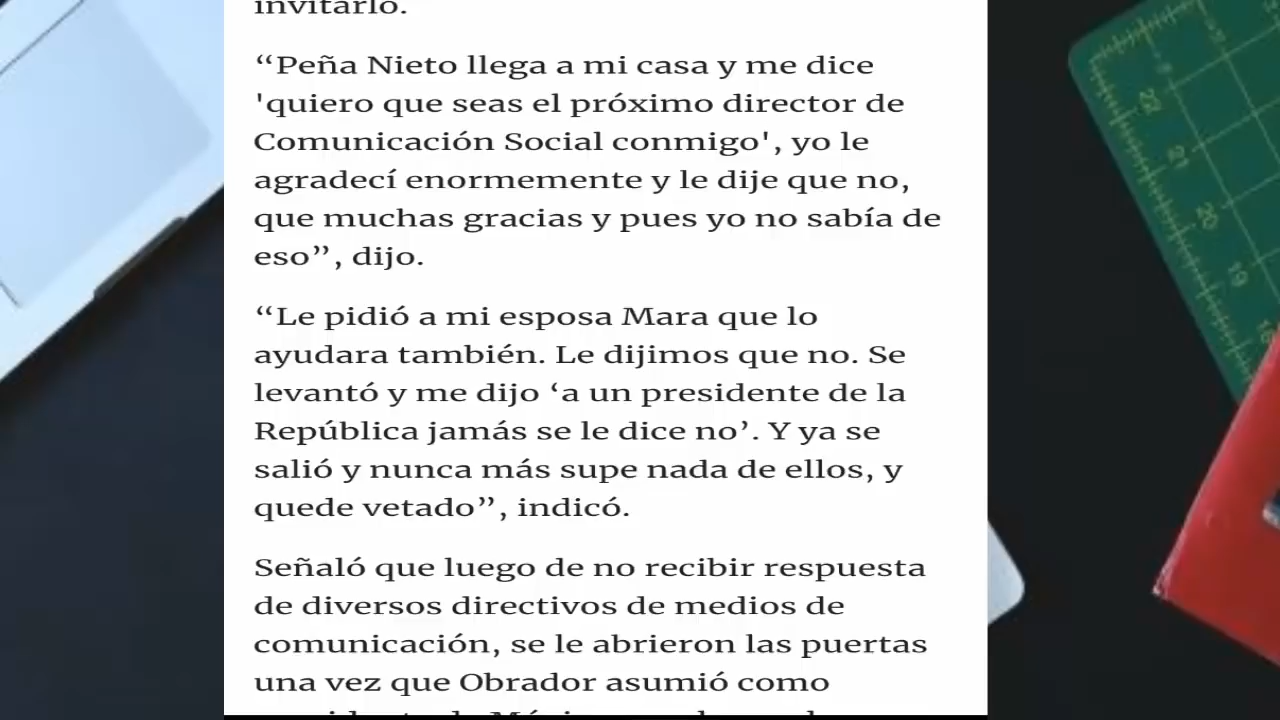 invitarlo.
“Peña Nieto llega a mi casa y me dice
'quiero que seas el próximo director de
Comunicación Social conmigo', yo le
agradecí enormemente y le dije que no,
que muchas gracias y pues yo no sabía de
eso”, dijo.
“Le pidió a mi esposa Mara que lo
ayudara también. Le dijimos que no. Se
levantó y me dijo ‘a un presidente de la
República jamás se le dice no’. Y ya se
salió y nunca más supe nada de ellos, y
quede vetado”, indicó.
Señaló que luego de no recibir respuesta
de diversos directivos de medios de
comunicación, se le abrieron las puertas
una vez que Obrador asumió como
22
21
20
19